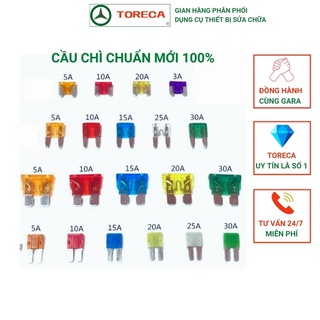 TORECA
GIAN HÀNG PHÂN PHỐI
DỤNG CỤ THIẾT BỊ SỬA CHỮA
CẦU CHÌ CHUẨN MỚI 100%
5A 10A 20A 3A
5A 10A 15A 25A 30A
5A 10A 15A 20A 30A
5A 10A 15A 20A 25A 30A
ĐỒNG HÀNH
CÙNG GARA
TORECA
UY TÍN LÀ SỐ 1
TƯ VẤN 24/7
MIỄN PHÍ